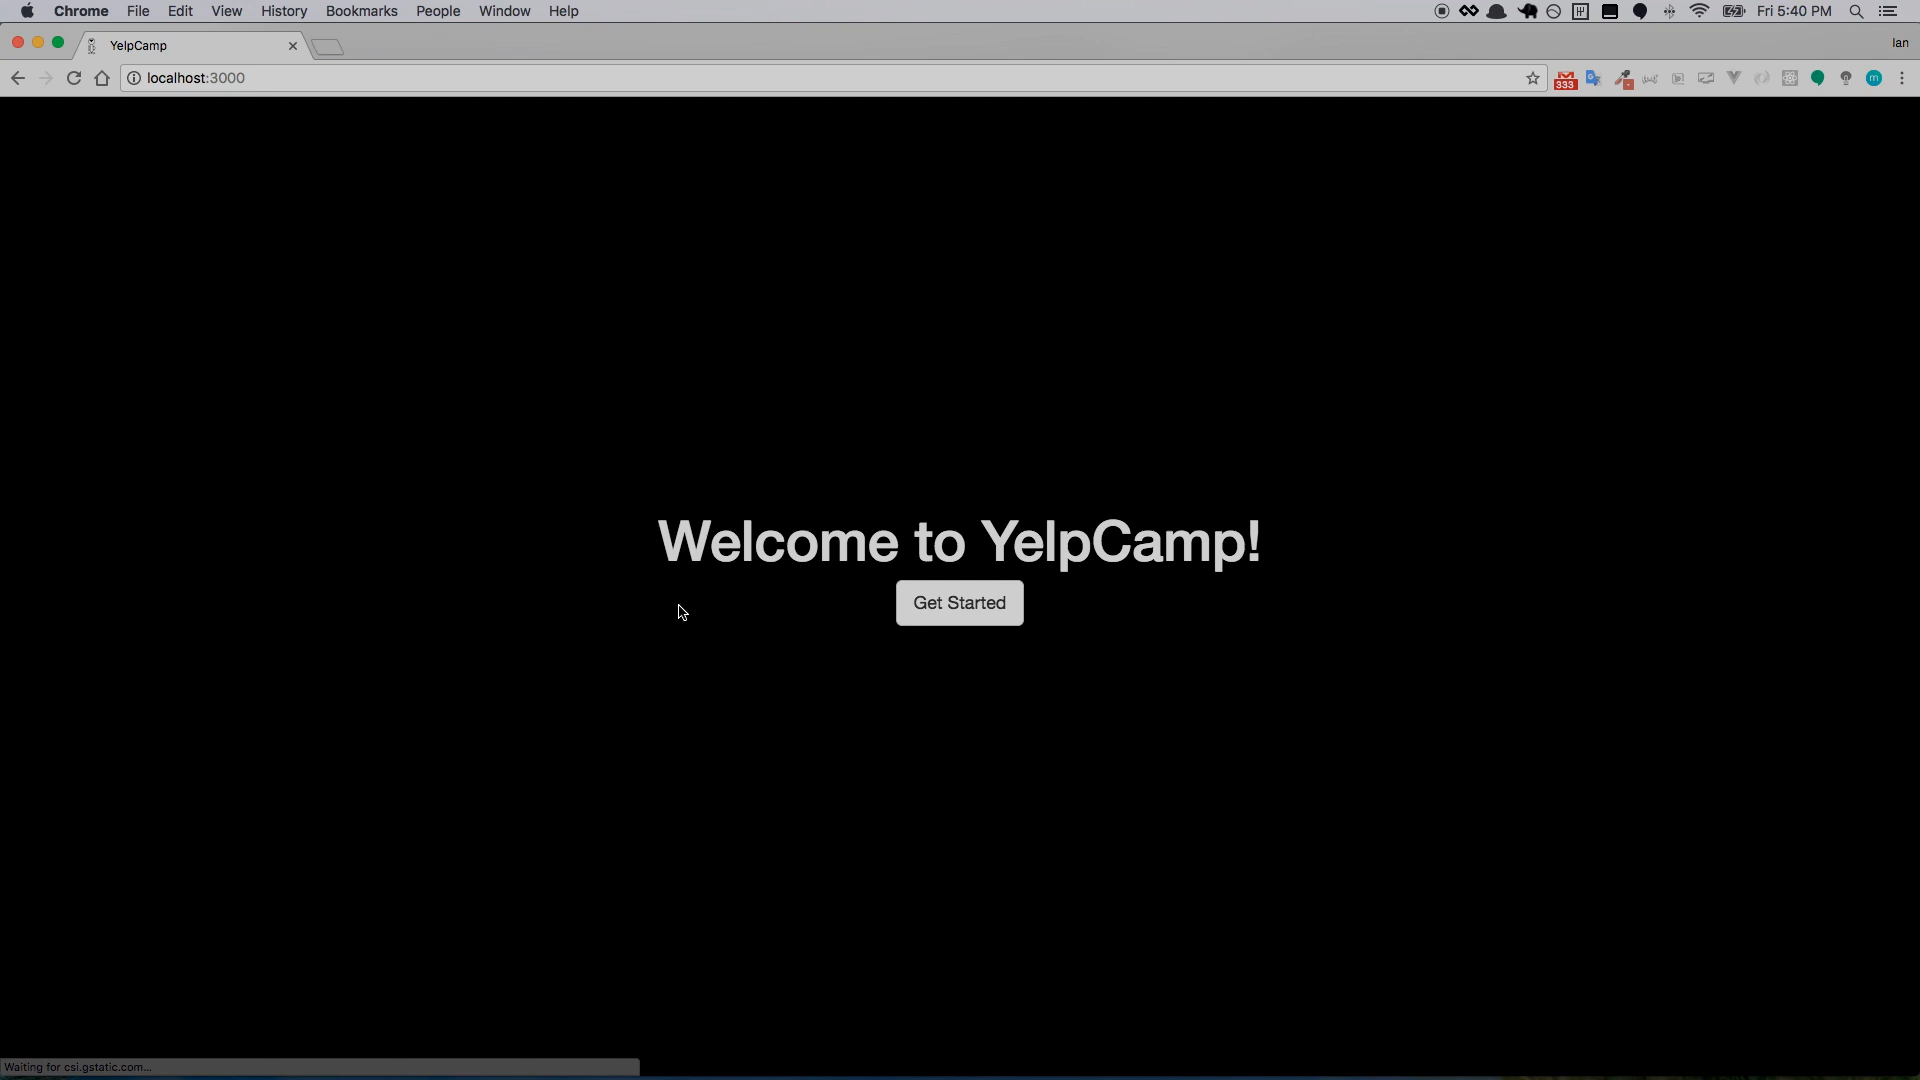 Chrome File Edit View History Bookmarks People Window Help Fri 5:40 PM
YelpCamp Ian
localhost:3000 333 m
Welcome to YelpCamp!
Get Started
Waiting for csi.gstatic.com...